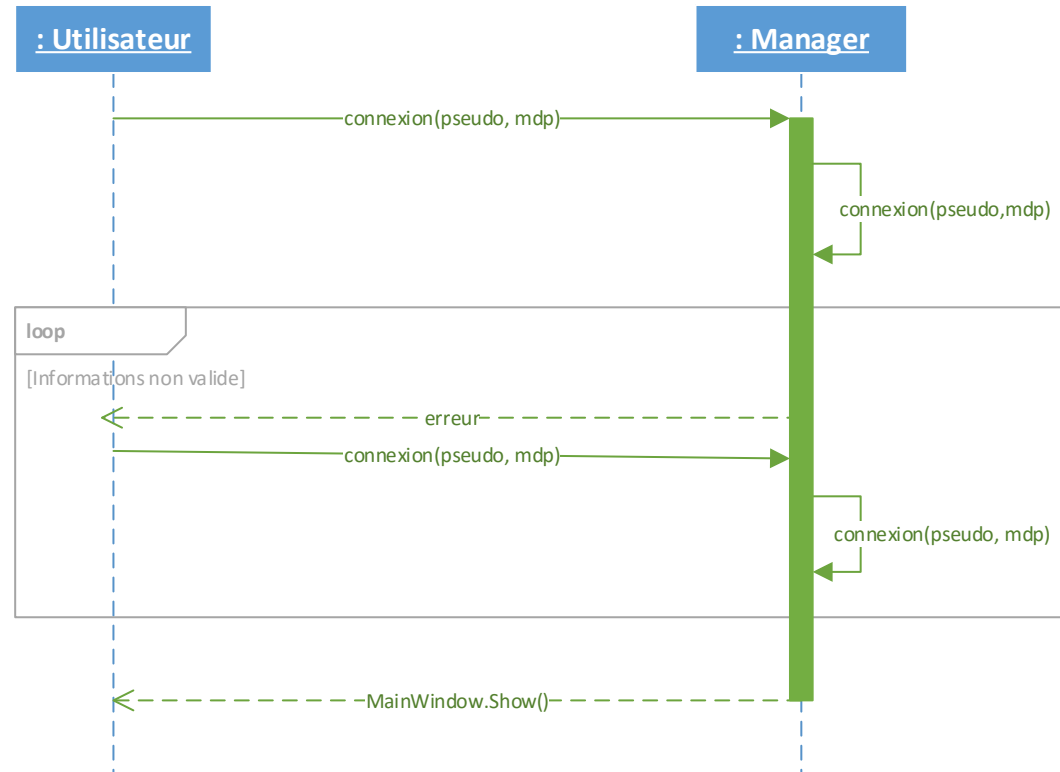 : Utilisateur
: Manager
connexion(pseudo, mdp)
connexion(pseudo,mdp)
loop
[Informations non valide]
erreur
connexion(pseudo, mdp)
connexion(pseudo, mdp)
MainWindow.Show()